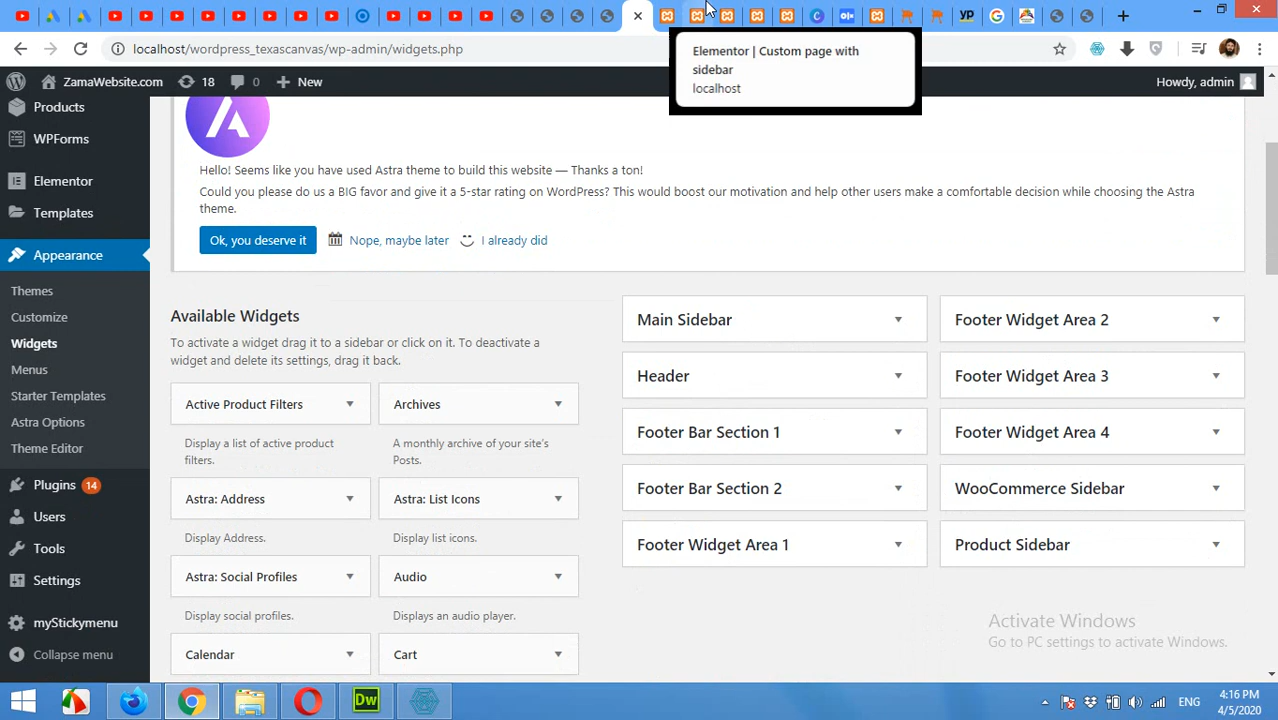 localhost/wordpress_texascanvas/wp-admin/widgets.php
Elementor | Custom page with
sidebar
localhost
ZamaWebsite.com
18
0
New
Howdy, admin
Products
WPForms
Elementor
Templates
Appearance
Themes
Customize
Widgets
Menus
Starter Templates
Astra Options
Theme Editor
Plugins 14
Users
Tools
Settings
myStickymenu
Collapse menu
Hello! Seems like you have used Astra theme to build this website — Thanks a ton!
Could you please do us a BIG favor and give it a 5-star rating on WordPress? This would boost our motivation and help other users make a comfortable decision while choosing the Astra
theme.
Ok, you deserve it
Nope, maybe later
I already did
Available Widgets
To activate a widget drag it to a sidebar or click on it. To deactivate a
widget and delete its settings, drag it back.
Active Product Filters
Archives
Display a list of active product
filters.
A monthly archive of your site's
Posts.
Astra: Address
Astra: List Icons
Display Address.
Display list icons.
Astra: Social Profiles
Audio
Display social profiles.
Displays an audio player.
Calendar
Cart
Main Sidebar
Footer Widget Area 2
Header
Footer Widget Area 3
Footer Bar Section 1
Footer Widget Area 4
Footer Bar Section 2
WooCommerce Sidebar
Footer Widget Area 1
Product Sidebar
Activate Windows
Go to PC settings to activate Windows.
Dw
ENG
4:16 PM
4/5/2020